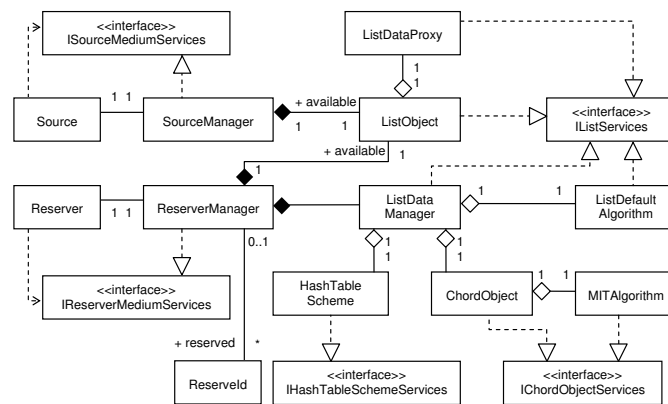 <<interface>>
ISourceMediumServices
ListDataProxy
1
1
+ available
Source
1 1
SourceManager
1
1
ListObject
<<interface>>
IListServices
+ available
1
1
Reserver
1 1
ReserverManager
ListData
Manager
1
1
ListDefault
Algorithm
0..1
1
1
1
1
<<interface>>
IReserverMediumServices
HashTable
Scheme
ChordObject
1
1
MITAlgorithm
+ reserved
*
ReserveId
<<interface>>
IHashTableSchemeServices
<<interface>>
IChordObjectServices